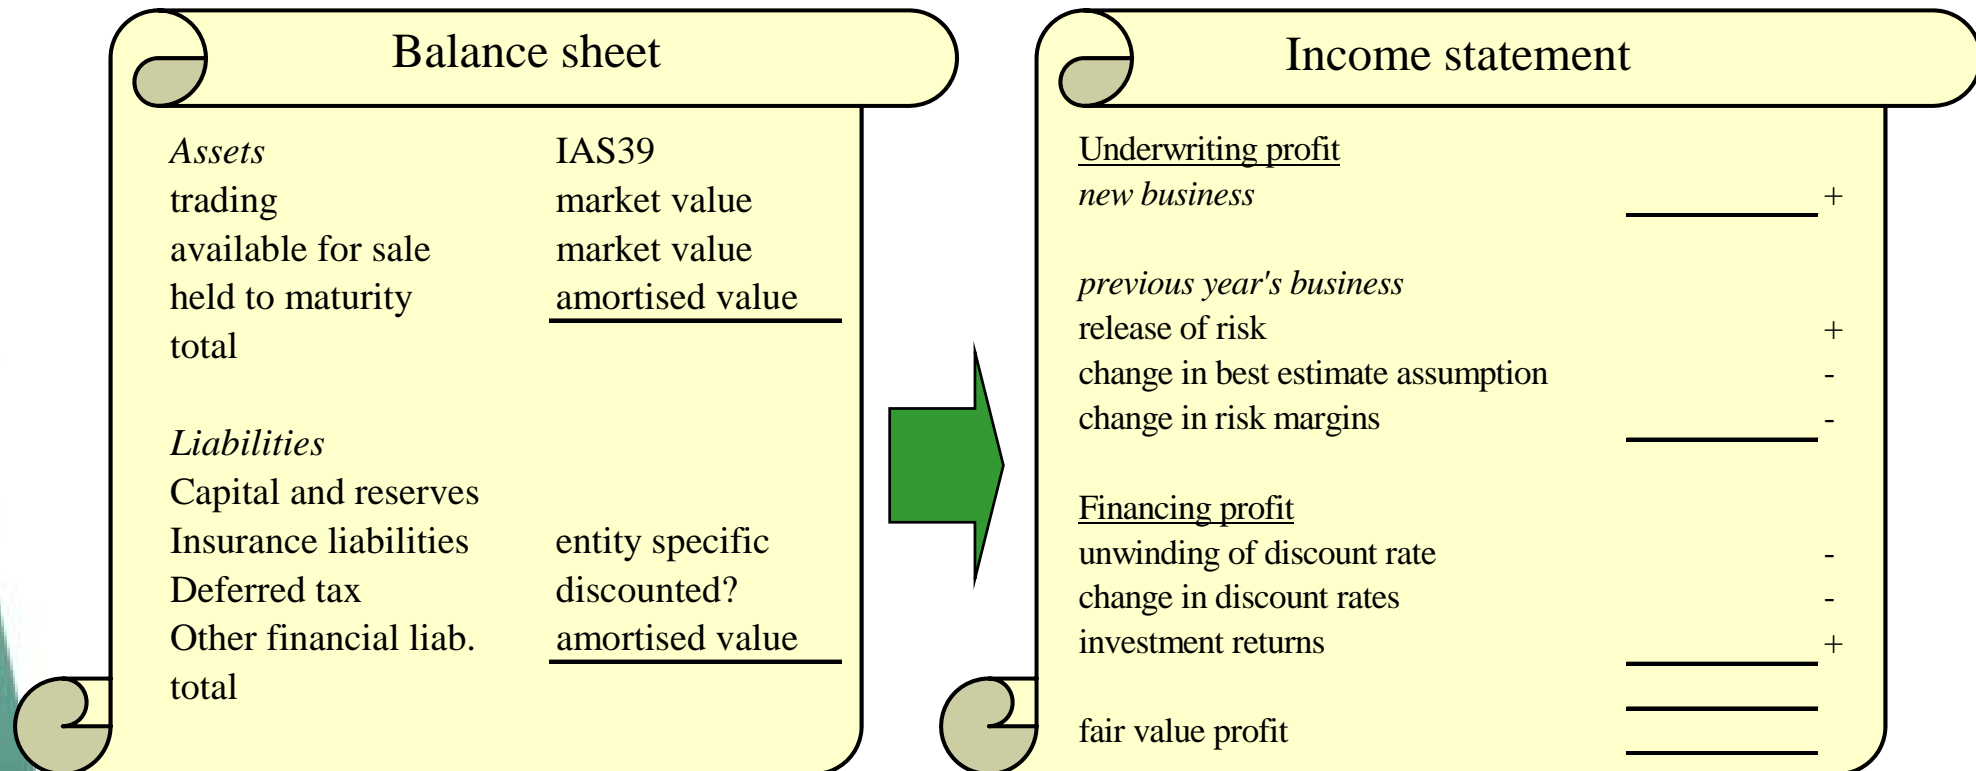 Balance sheet
Assets IAS39
trading market value
available for sale market value
held to maturity amortised value
total
Liabilities
Capital and reserves
Insurance liabilities entity specific
Deferred tax discounted?
Other financial liab. amortised value
total
Income statement
Underwriting profit
new business +
previous year's business
release of risk +
change in best estimate assumption -
change in risk margins -
Financing profit
unwinding of discount rate -
change in discount rates -
investment returns +
fair value profit